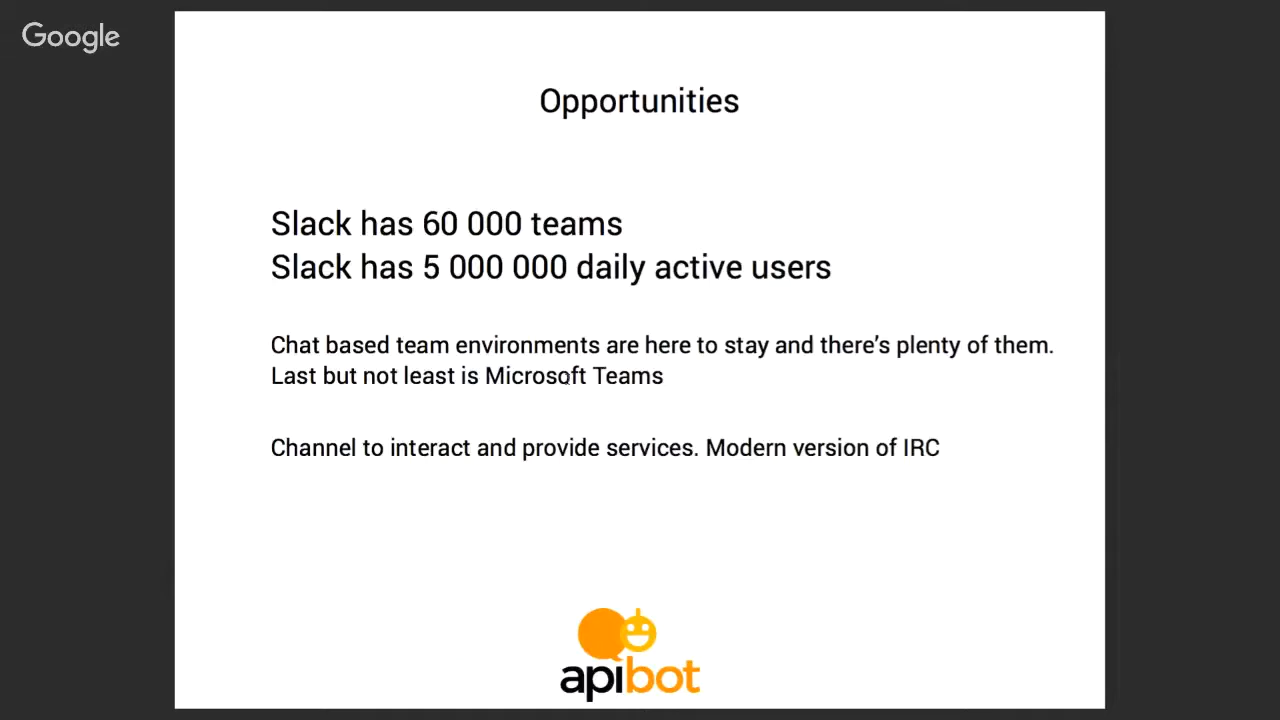 Google
Opportunities
Slack has 60 000 teams
Slack has 5 000 000 daily active users
Chat based team environments are here to stay and there's plenty of them.
Last but not least is Microsoft Teams
Channel to interact and provide services. Modern version of IRC
apibot